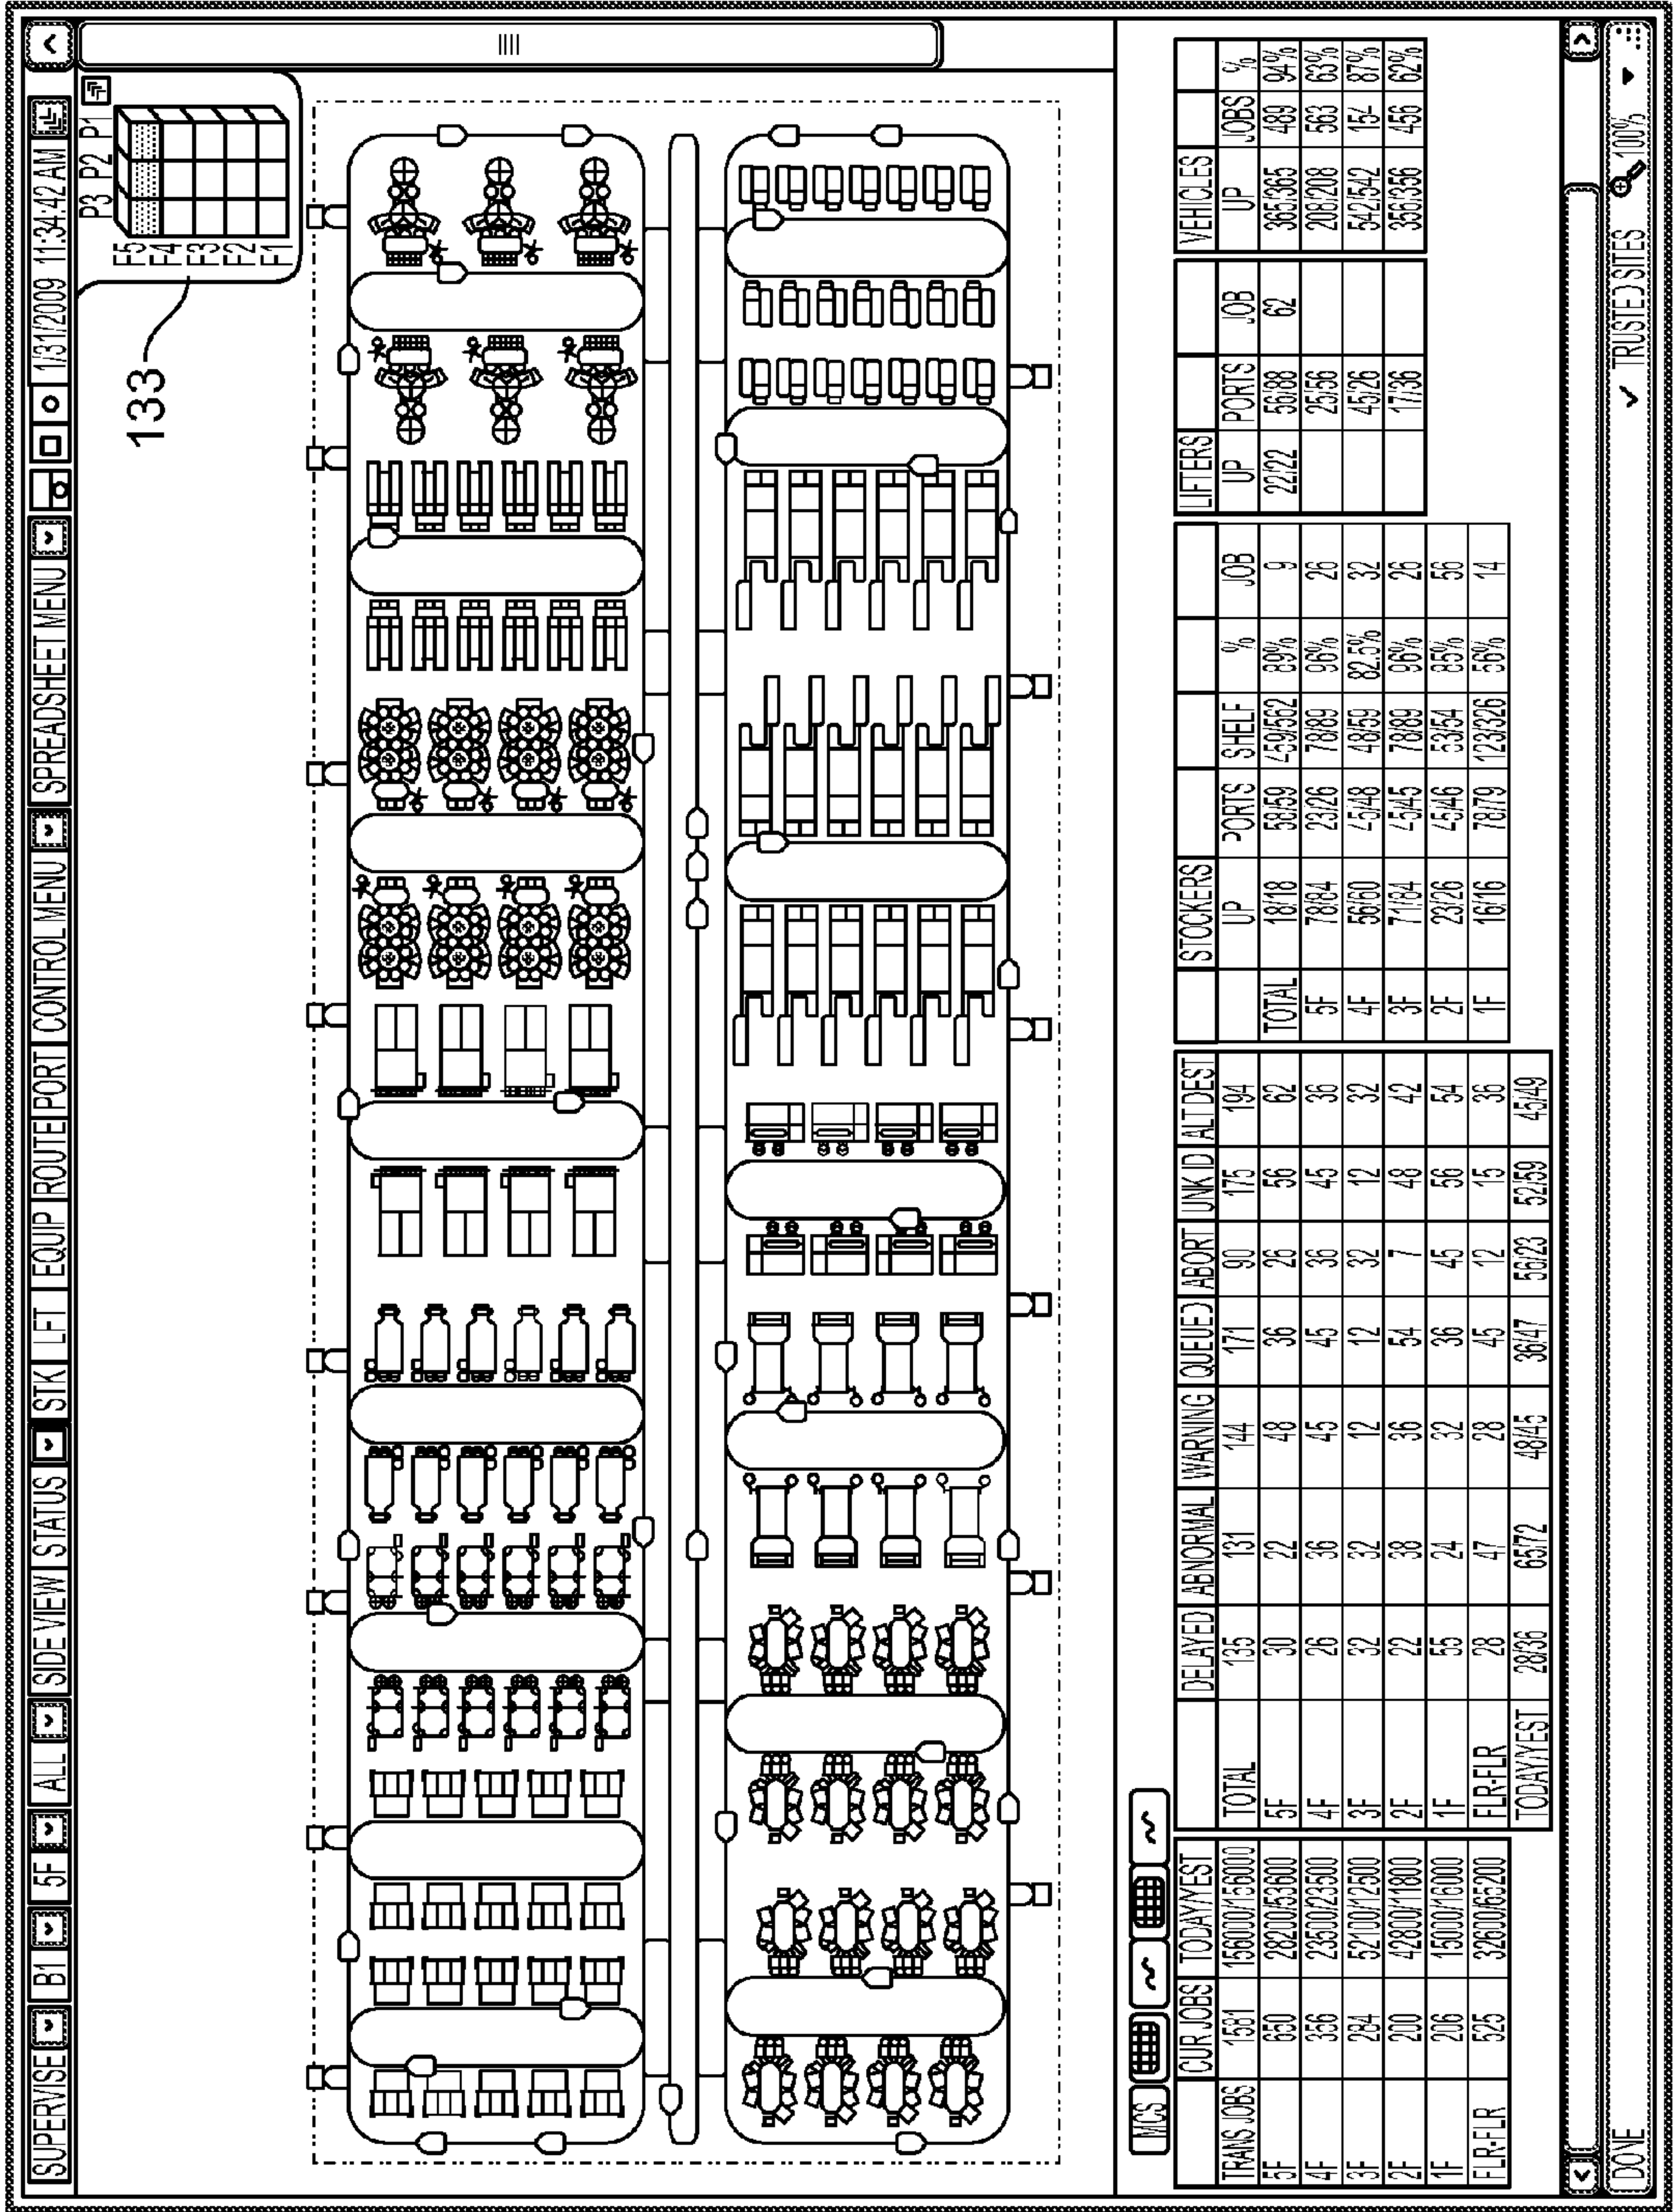 SUPERVISE B1 5F ALL SIDEVIEW STATUS STK LFT EQUIP ROUTE PORT CONTROL MENU SPREADSHEET MENU 1/31/2009 11:34:42 AM
P3 P2 P1
F5
F4
F3
F2
F1
133
MCS
CUR JOBS TODAY/YEST
TRANS JOBS 1581 156000/156000
5F 650 28200/53600
4F 356 23500/23500
3F 284 52100/12500
2F 200 42800/11800
1F 206 15000/16000
FLR-FLR 525 32600/65200
DELAYED ABNORMAL WARNING QUEUED ABORT UNK ID ALT DEST
TOTAL 135 131 144 171 90 175 194
5F 30 22 48 36 26 56 62
4F 26 36 45 45 36 45 36
3F 32 32 12 12 32 12 32
2F 22 38 36 54 7 48 42
1F 55 24 32 36 45 56 54
FLR-FLR 28 47 28 45 12 15 36
TODAY/YEST 28/36 65/72 48/45 36/47 56/23 52/59 45/49
STOCKERS
UP PORTS SHELF % JOB
TOTAL 18/18 58/59 459/562 89% 9
5F 78/84 23/26 78/89 96% 26
4F 56/60 45/48 48/59 82.5% 32
3F 71/84 45/45 78/89 96% 26
2F 23/26 45/46 53/54 85% 56
1F 16/16 78/79 123/326 56% 14
LIFTERS
UP PORTS JOB
22/22 56/88 62
25/56
45/26
17/36
VEHICLES
UP JOBS %
365/365 489 94%
208/208 563 63%
542/542 154 87%
356/356 456 62%
DONE
✓ TRUSTED SITES 100%